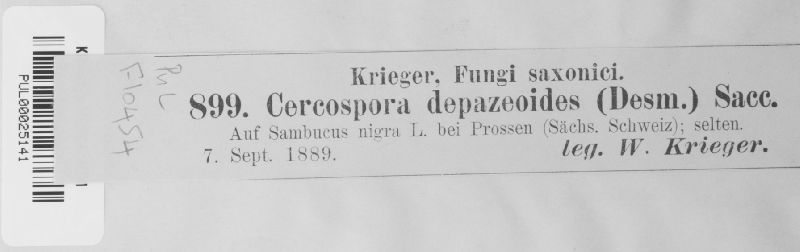 Krieger, Fungi saxonici.
899. Cercospora depazeoides (Desm.) Sacc.
Auf Sambucus nigra L. bei Prossen (Sächs. Schweiz); selten.
7. Sept. 1889.
leg. W. Krieger.
PUL
F10454
PUL00025141
K